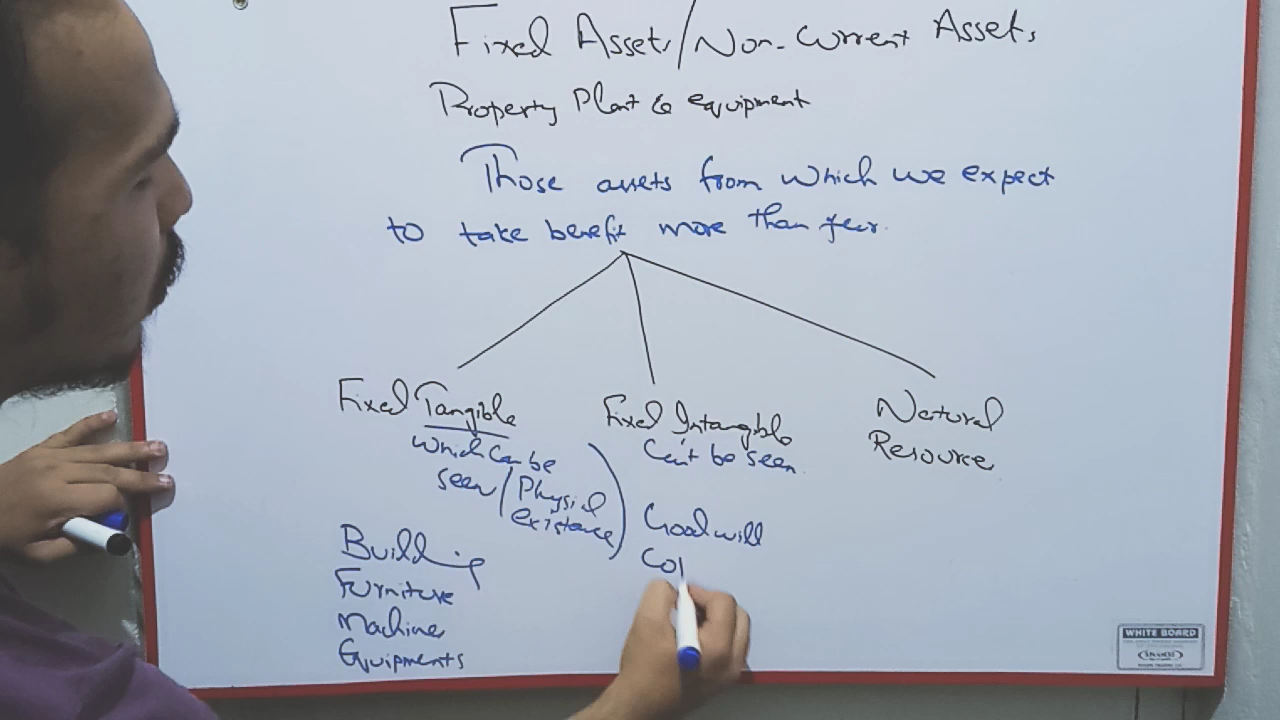 Fixed Assets/Non-Current Assets
Property Plant & equipment
Those assets from which we expect
to take benefit more than year.
Fixed Tangible
which can be
seen (Physical
existance)
Building
Furniture
Machine
Equipments
Fixed Intangible
Can't be seen
Goodwill
Natural
Resource
WHITE BOARD